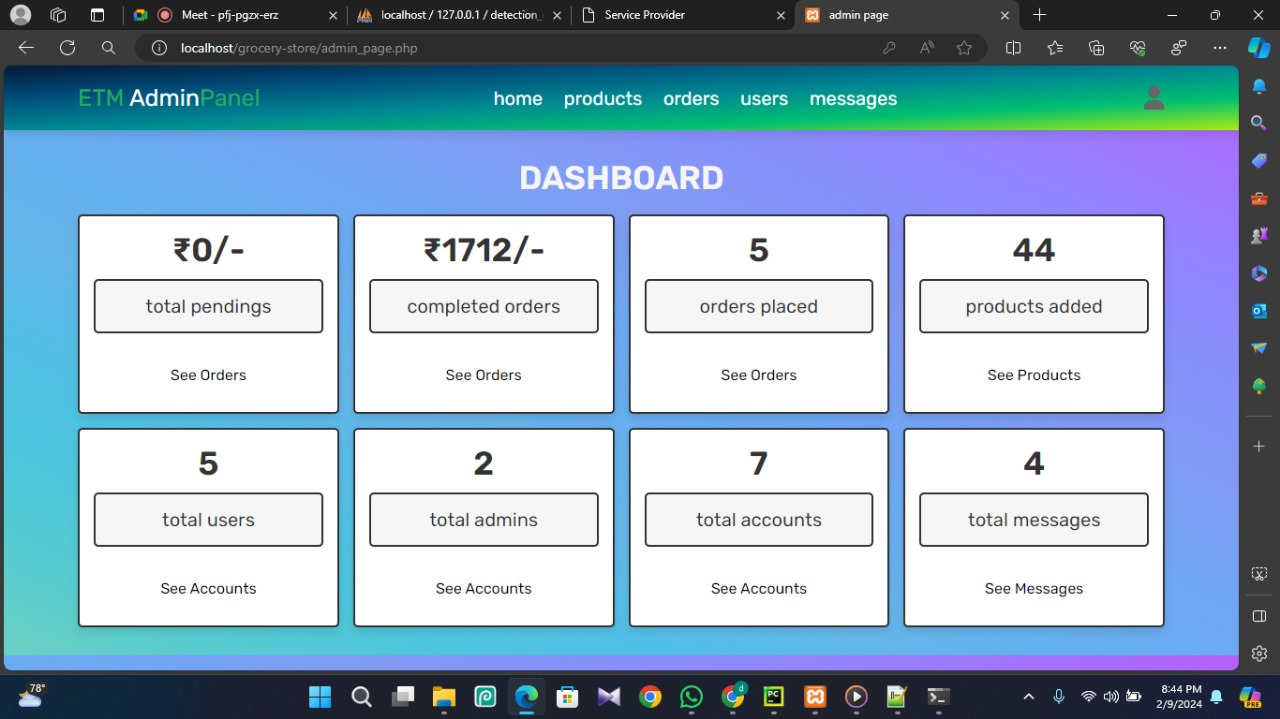 Meet - pfj-pgzx-erz
localhost / 127.0.0.1 / detection_
Service Provider
admin page
localhost/grocery-store/admin_page.php
ETM AdminPanel
home products orders users messages
DASHBOARD
₹0/- ₹1712/- 5 44
total pendings completed orders orders placed products added
See Orders See Orders See Orders See Products
5 2 7 4
total users total admins total accounts total messages
See Accounts See Accounts See Accounts See Messages
78°
8:44 PM
2/9/2024